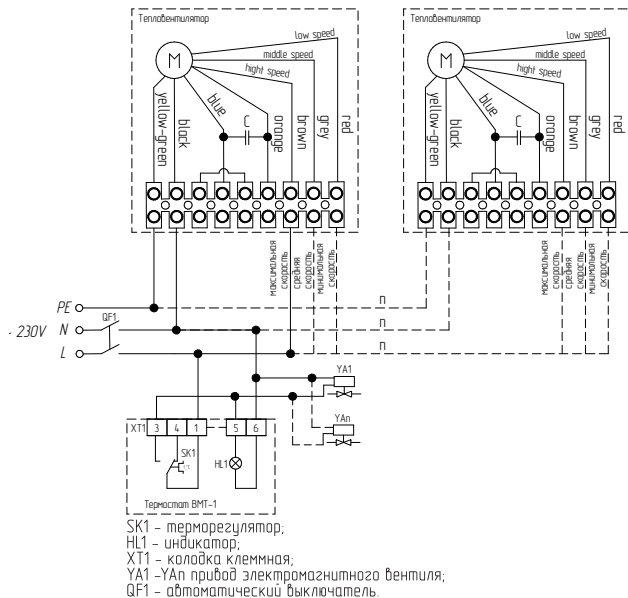 Тепловентилятор
Тепловентилятор
M
low speed
middle speed
hight speed
yellow-green
black
blue
C
orange
brown
grey
red
M
low speed
middle speed
hight speed
yellow-green
black
blue
C
orange
brown
grey
red
максимальная скорость
средняя скорость
минимальная скорость
максимальная скорость
средняя скорость
минимальная скорость
PE
n
~ 230V
N
QF1
n
L
n
YA1
YAn
XT1
3
4
1
5
6
SK1
t°C
HL1
Термостат ВМТ-1
SK1 - терморегулятор;
HL1 - индикатор;
XT1 - колодка клеммная;
YA1 -YAn привод электромагнитного вентиля;
QF1 - автоматический выключатель.